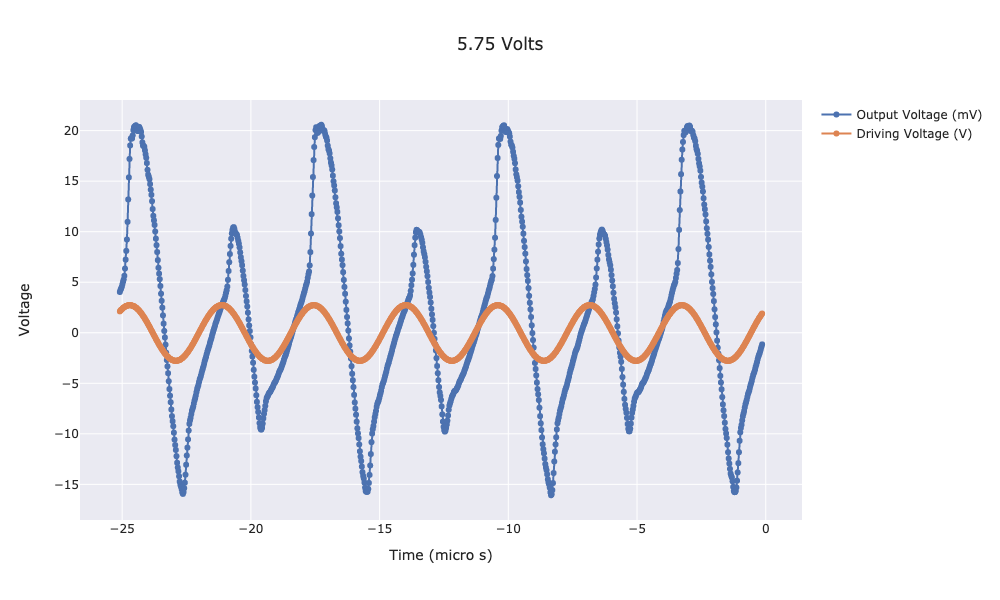 5.75 Volts
Output Voltage (mV)
Driving Voltage (V)
20
15
10
5
0
−5
−10
−15
Voltage
−25
−20
−15
−10
−5
0
Time (micro s)